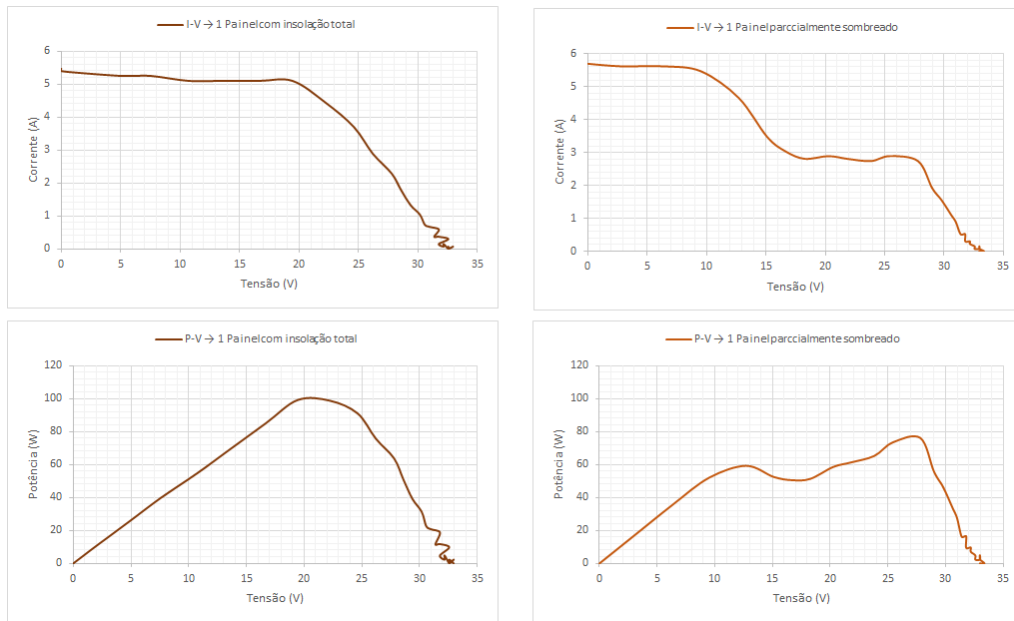 I-V → 1 Painel com insolação total
6
5
4
3
2
1
0
Corrente (A)
0 5 10 15 20 25 30 35
Tensão (V)
I-V → 1 Painel parccialmente sombreado
6
5
4
3
2
1
0
Corrente (A)
0 5 10 15 20 25 30 35
Tensão (V)
P-V → 1 Painel com insolação total
120
100
80
60
40
20
0
Potência (W)
0 5 10 15 20 25 30 35
Tensão (V)
P-V → 1 Painel parccialmente sombreado
120
100
80
60
40
20
0
Potência (W)
0 5 10 15 20 25 30 35
Tensão (V)